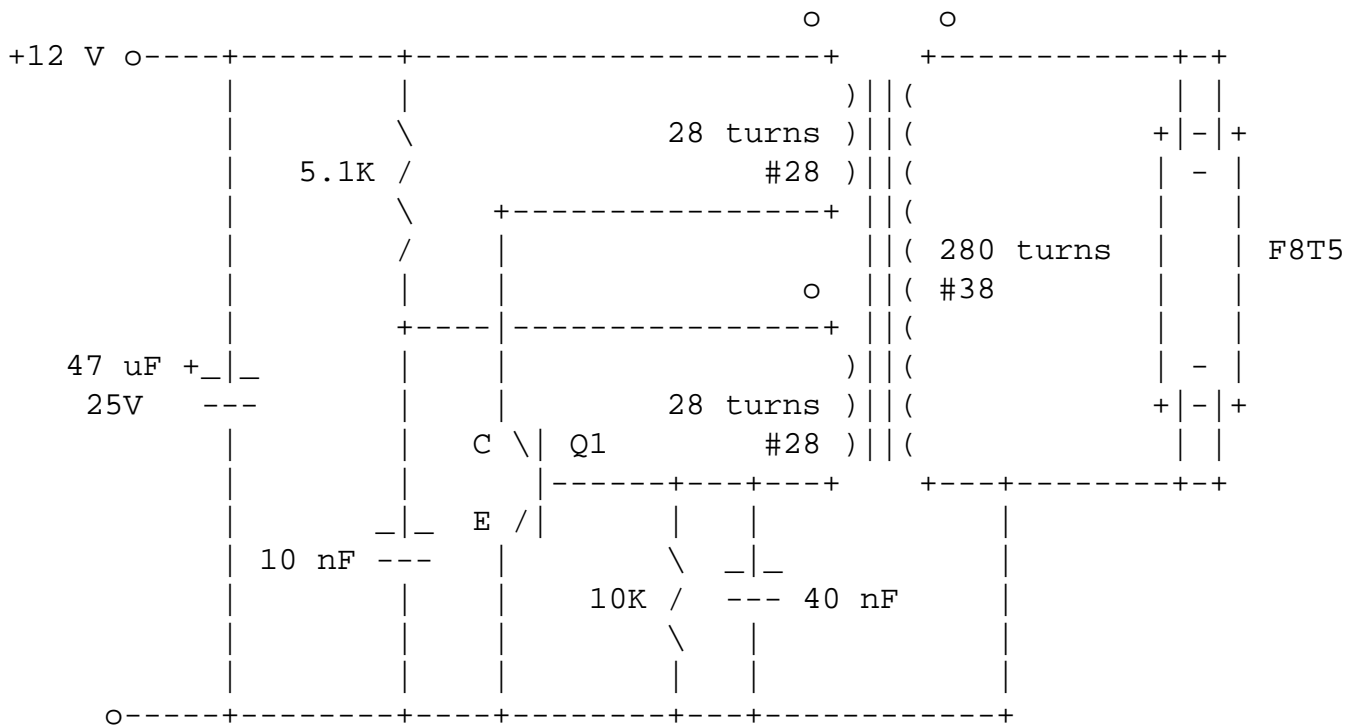 +12 V
28 turns
5.1K
#28
280 turns
F8T5
#38
47 uF +
25V
28 turns
C
Q1
#28
E
10 nF
10K
40 nF